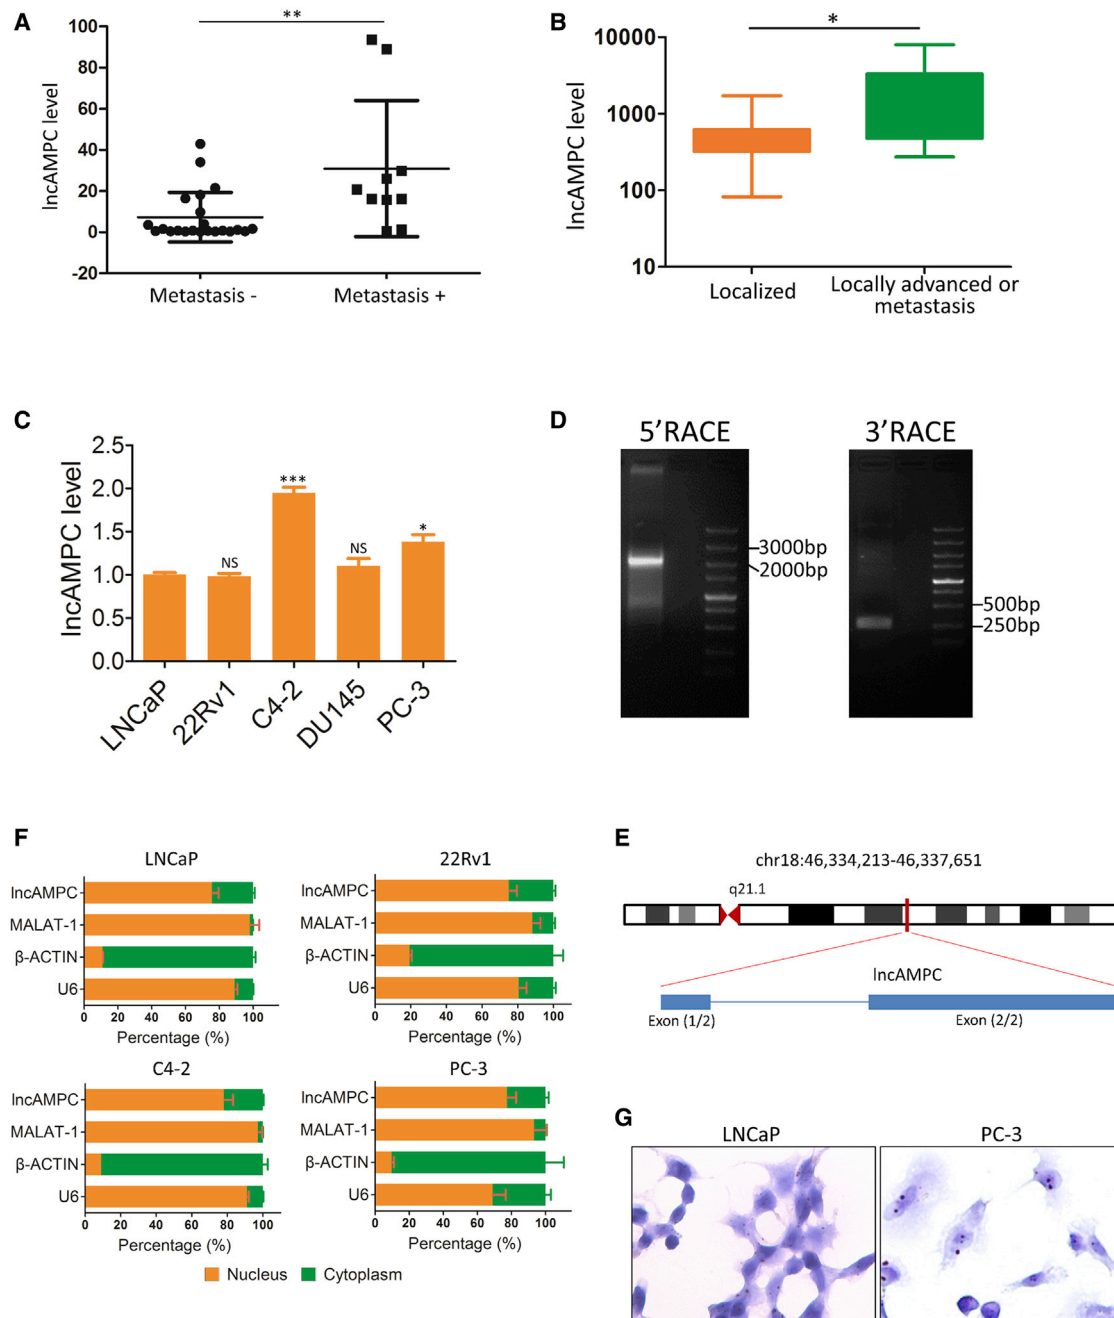 A
**
lncAMPC level
100
80
60
40
20
0
-20
Metastasis -
Metastasis +
B
*
lncAMPC level
10000
1000
100
10
Localized
Locally advanced or
metastasis
C
lncAMPC level
2.5
2.0
1.5
1.0
0.5
0.0
NS
***
NS
*
LNCaP
22Rv1
C4-2
DU145
PC-3
D
5'RACE
3'RACE
3000bp
2000bp
500bp
250bp
F
LNCaP
lncAMPC
MALAT-1
β-ACTIN
U6
0 20 40 60 80 100
Percentage (%)
22Rv1
lncAMPC
MALAT-1
β-ACTIN
U6
0 20 40 60 80 100
Percentage (%)
C4-2
lncAMPC
MALAT-1
β-ACTIN
U6
0 20 40 60 80 100
Percentage (%)
PC-3
lncAMPC
MALAT-1
β-ACTIN
U6
0 20 40 60 80 100
Percentage (%)
Nucleus Cytoplasm
E
chr18:46,334,213-46,337,651
q21.1
lncAMPC
Exon (1/2)
Exon (2/2)
G
LNCaP
PC-3